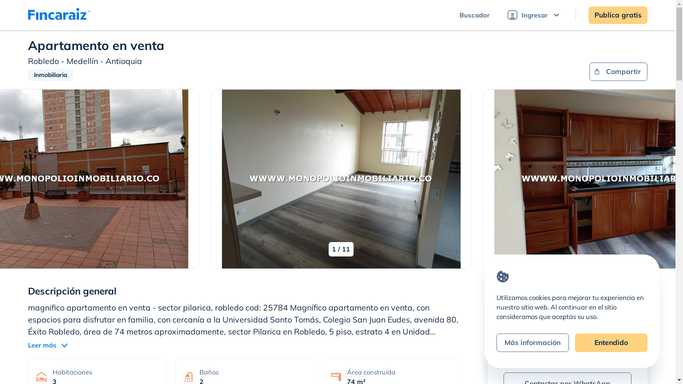 Fincaraiz
Buscador
Ingresar
Publica gratis
Apartamento en venta
Robledo - Medellín - Antioquia
Inmobiliaria
Compartir
WWW.MONOPOLIOINMOBILIARIO.CO
WWWW.MONOPOLIOINMOBILIARIO.CO
WWWW.MONOPOLIOINMOBILIAR
1 / 11
Descripción general
magnifico apartamento en venta - sector pilarica, robledo cod: 25784 Magnífico apartamento en venta, con
espacios para disfrutar en familia, con cercanía a la Universidad Santo Tomás, Colegio San Juan Eudes, avenida 80,
Éxito Robledo, área de 74 metros aproximadamente, sector Pilarica en Robledo, 5 piso, estrato 4 en Unidad...
Leer más
Habitaciones
3
Baños
2
Área construida
74 m²
Utilizamos cookies para mejorar tu experiencia en
nuestro sitio web. Al continuar en el sitio
consideramos que aceptas su uso.
Más información
Entendido
Contactar por WhatsApp